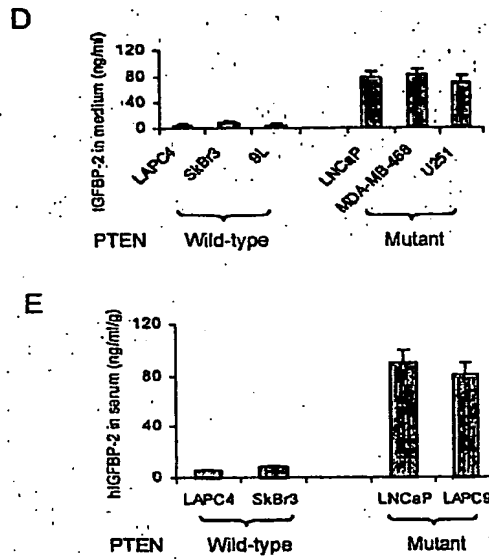 D
IGFBP-2 in medium (ng/ml)
120
80
40
0
LAPC4
SkBr3
9L
LNCaP
MDA-MB-468
U251
PTEN Wild-type Mutant
E
hIGFBP-2 in serum (ng/ml/g)
120
80
40
0
LAPC4 SkBr3 LNCaP LAPC9
PTEN Wild-type Mutant